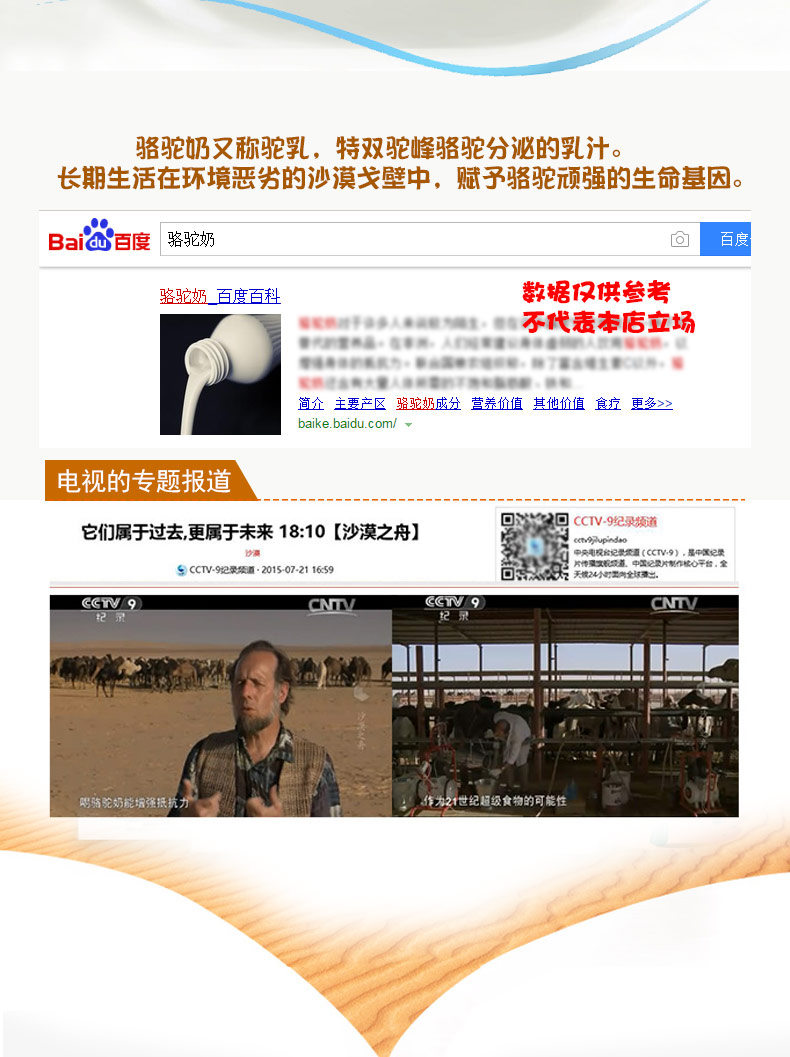 骆驼奶又称驼乳，特双驼峰骆驼分泌的乳汁。
长期生活在环境恶劣的沙漠戈壁中，赋予骆驼顽强的生命基因。
Bai du 百度
骆驼奶
百度
骆驼奶_百度百科
数据仅供参考
不代表本店立场
简介 主要产区 骆驼奶成分 营养价值 其他价值 食疗 更多>>
baike.baidu.com/
电视的专题报道
它们属于过去,更属于未来 18:10【沙漠之舟】
沙漠
CCTV-9纪录频道 · 2015-07-21 16:59
CCTV-9纪录频道
cctv9jilupindao
中央电视台纪录频道（CCTV-9），是中国纪录
片传播旗舰频道、中国纪录片制作核心平台，全
天候24小时面向全球播出。
CCTV 9
纪 录
CNTV
沙漠之舟
喝骆驼奶能增强抵抗力
CCTV 9
纪 录
CNTV
作为21世纪超级食物的可能性